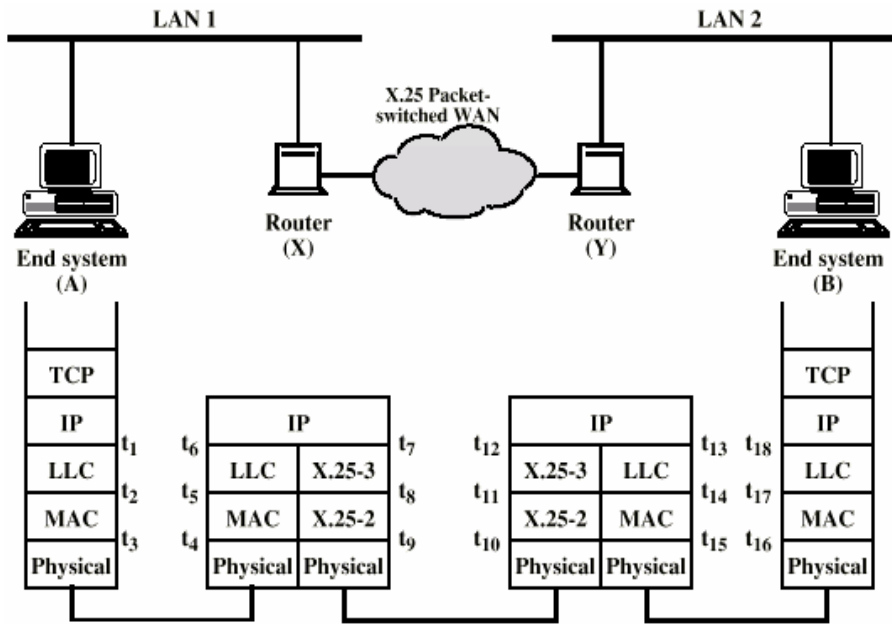 LAN 1
LAN 2
X.25 Packet-
switched WAN
Router
(X)
Router
(Y)
End system
(A)
End system
(B)
TCP
TCP
IP
IP
IP
IP
t1
t6
t7
t12
t13
t18
LLC
LLC
X.25-3
X.25-3
LLC
LLC
t2
t5
t8
t11
t14
t17
MAC
MAC
X.25-2
X.25-2
MAC
MAC
t3
t4
t9
t10
t15
t16
Physical
Physical
Physical
Physical
Physical
Physical